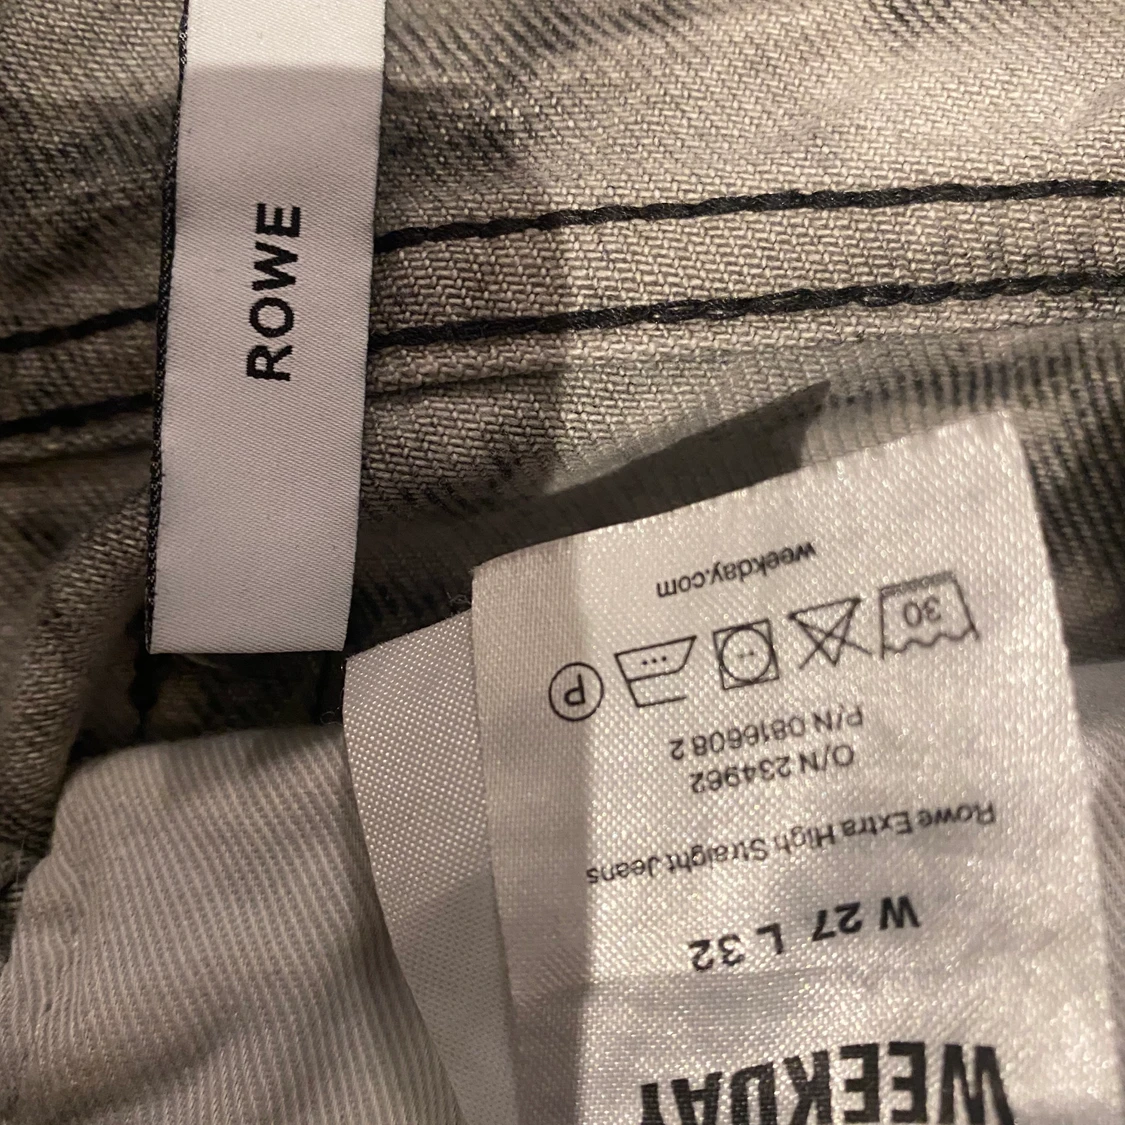 ROWE
WEEKDAY
W 27 L 32
Rowe Extra High Straight Jeans
O/N 234962
P/N 0816608 2
30
P
weekday.com